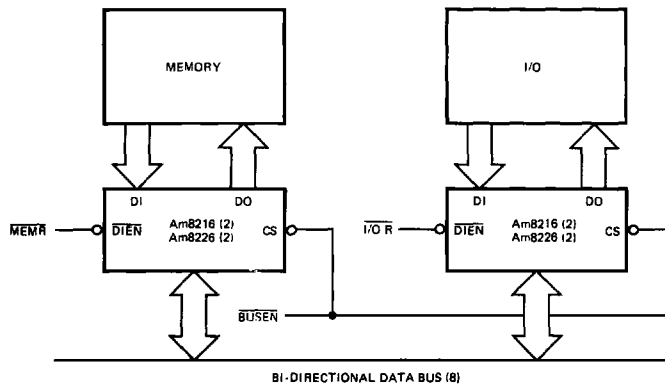 MEMORY
I/O
DI DO
DI DO
MEMR
DIEN
Am8216 (2)
Am8226 (2)
CS
I/O R
DIEN
Am8216 (2)
Am8226 (2)
CS
BUSEN
BI-DIRECTIONAL DATA BUS (8)